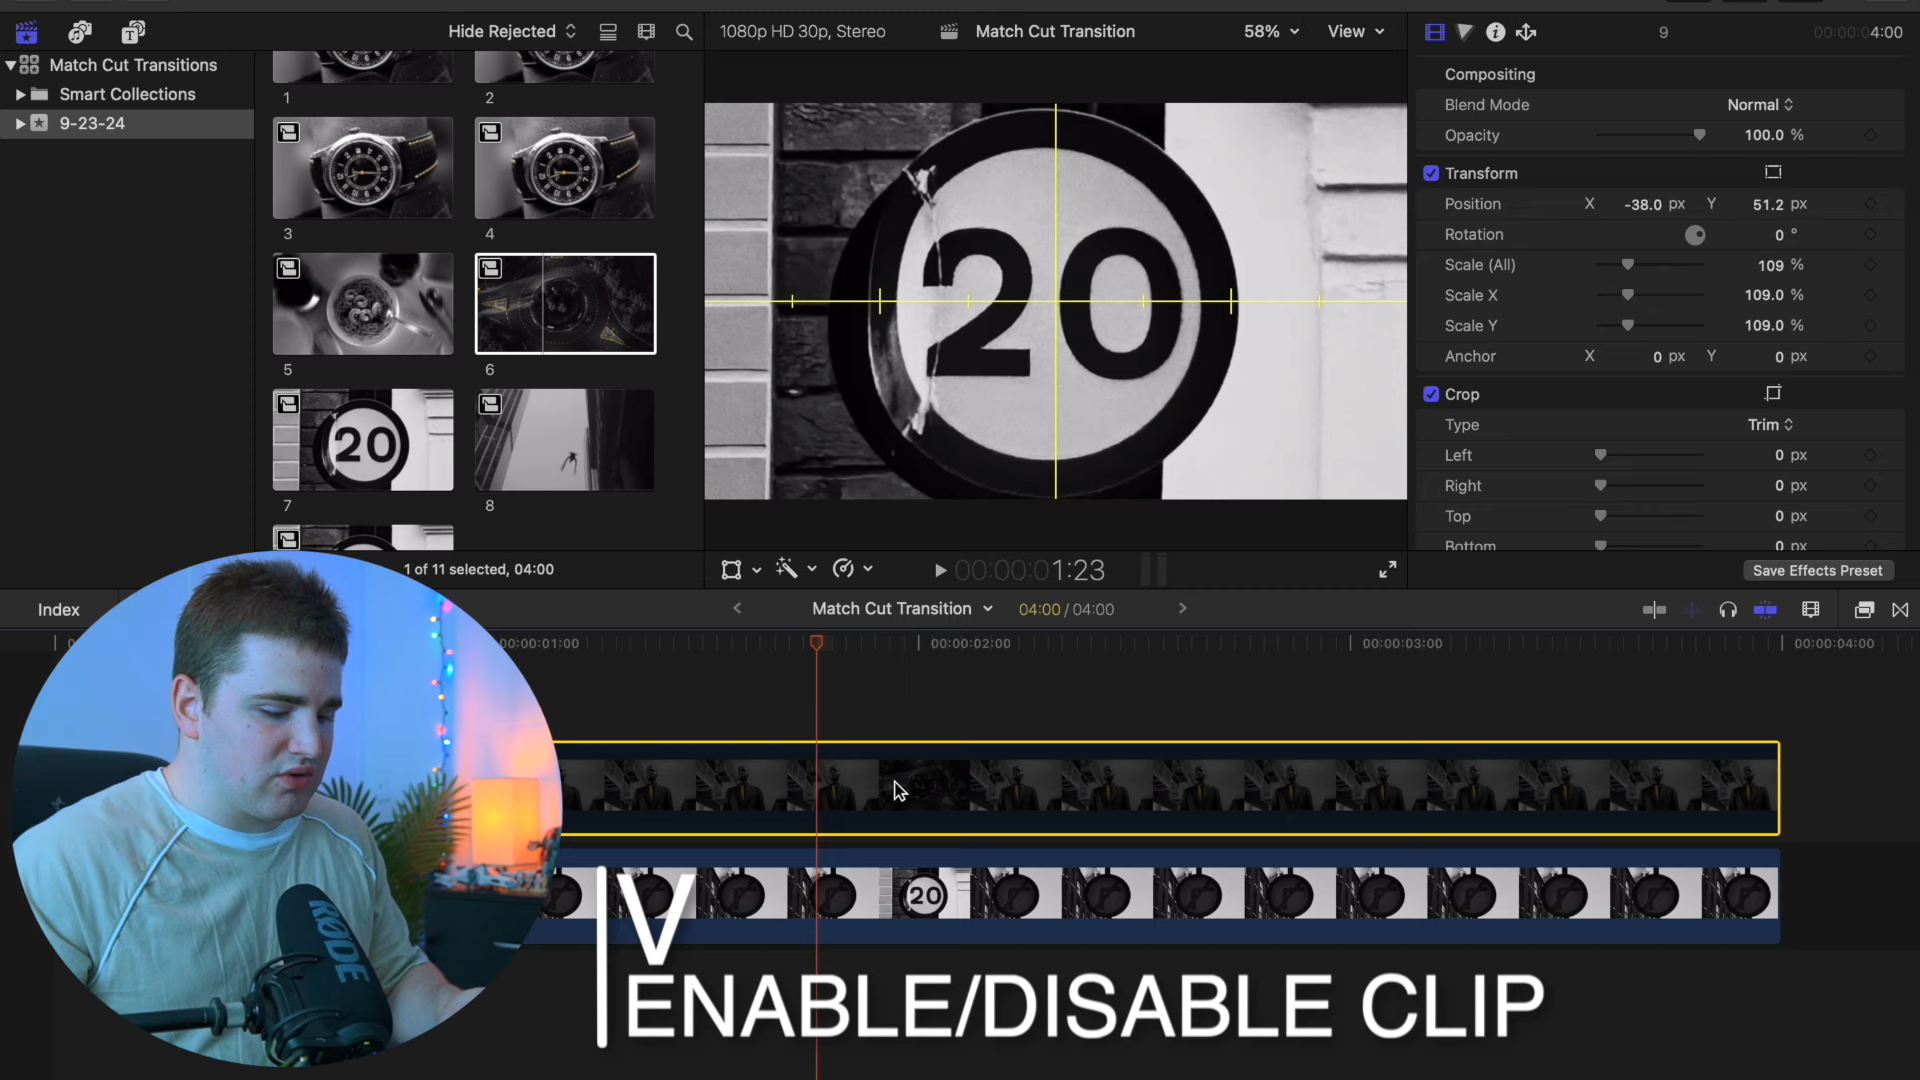 Hide Rejected
1080p HD 30p, Stereo
Match Cut Transition
58%
View
9
00:00:04:00
Match Cut Transitions
Smart Collections
9-23-24
1
2
3
4
5
6
7
8
20
20
Compositing
Blend Mode Normal
Opacity 100.0 %
Transform
Position X -38.0 px Y 51.2 px
Rotation 0 °
Scale (All) 109 %
Scale X 109.0 %
Scale Y 109.0 %
Anchor X 0 px Y 0 px
Crop
Type Trim
Left 0 px
Right 0 px
Top 0 px
Bottom 0 px
1 of 11 selected, 04:00
00:00:01:23
Save Effects Preset
Index
Match Cut Transition
04:00 / 04:00
00:00:01:00
00:00:02:00
00:00:03:00
00:00:04:00
20
RØDE
V
ENABLE/DISABLE CLIP